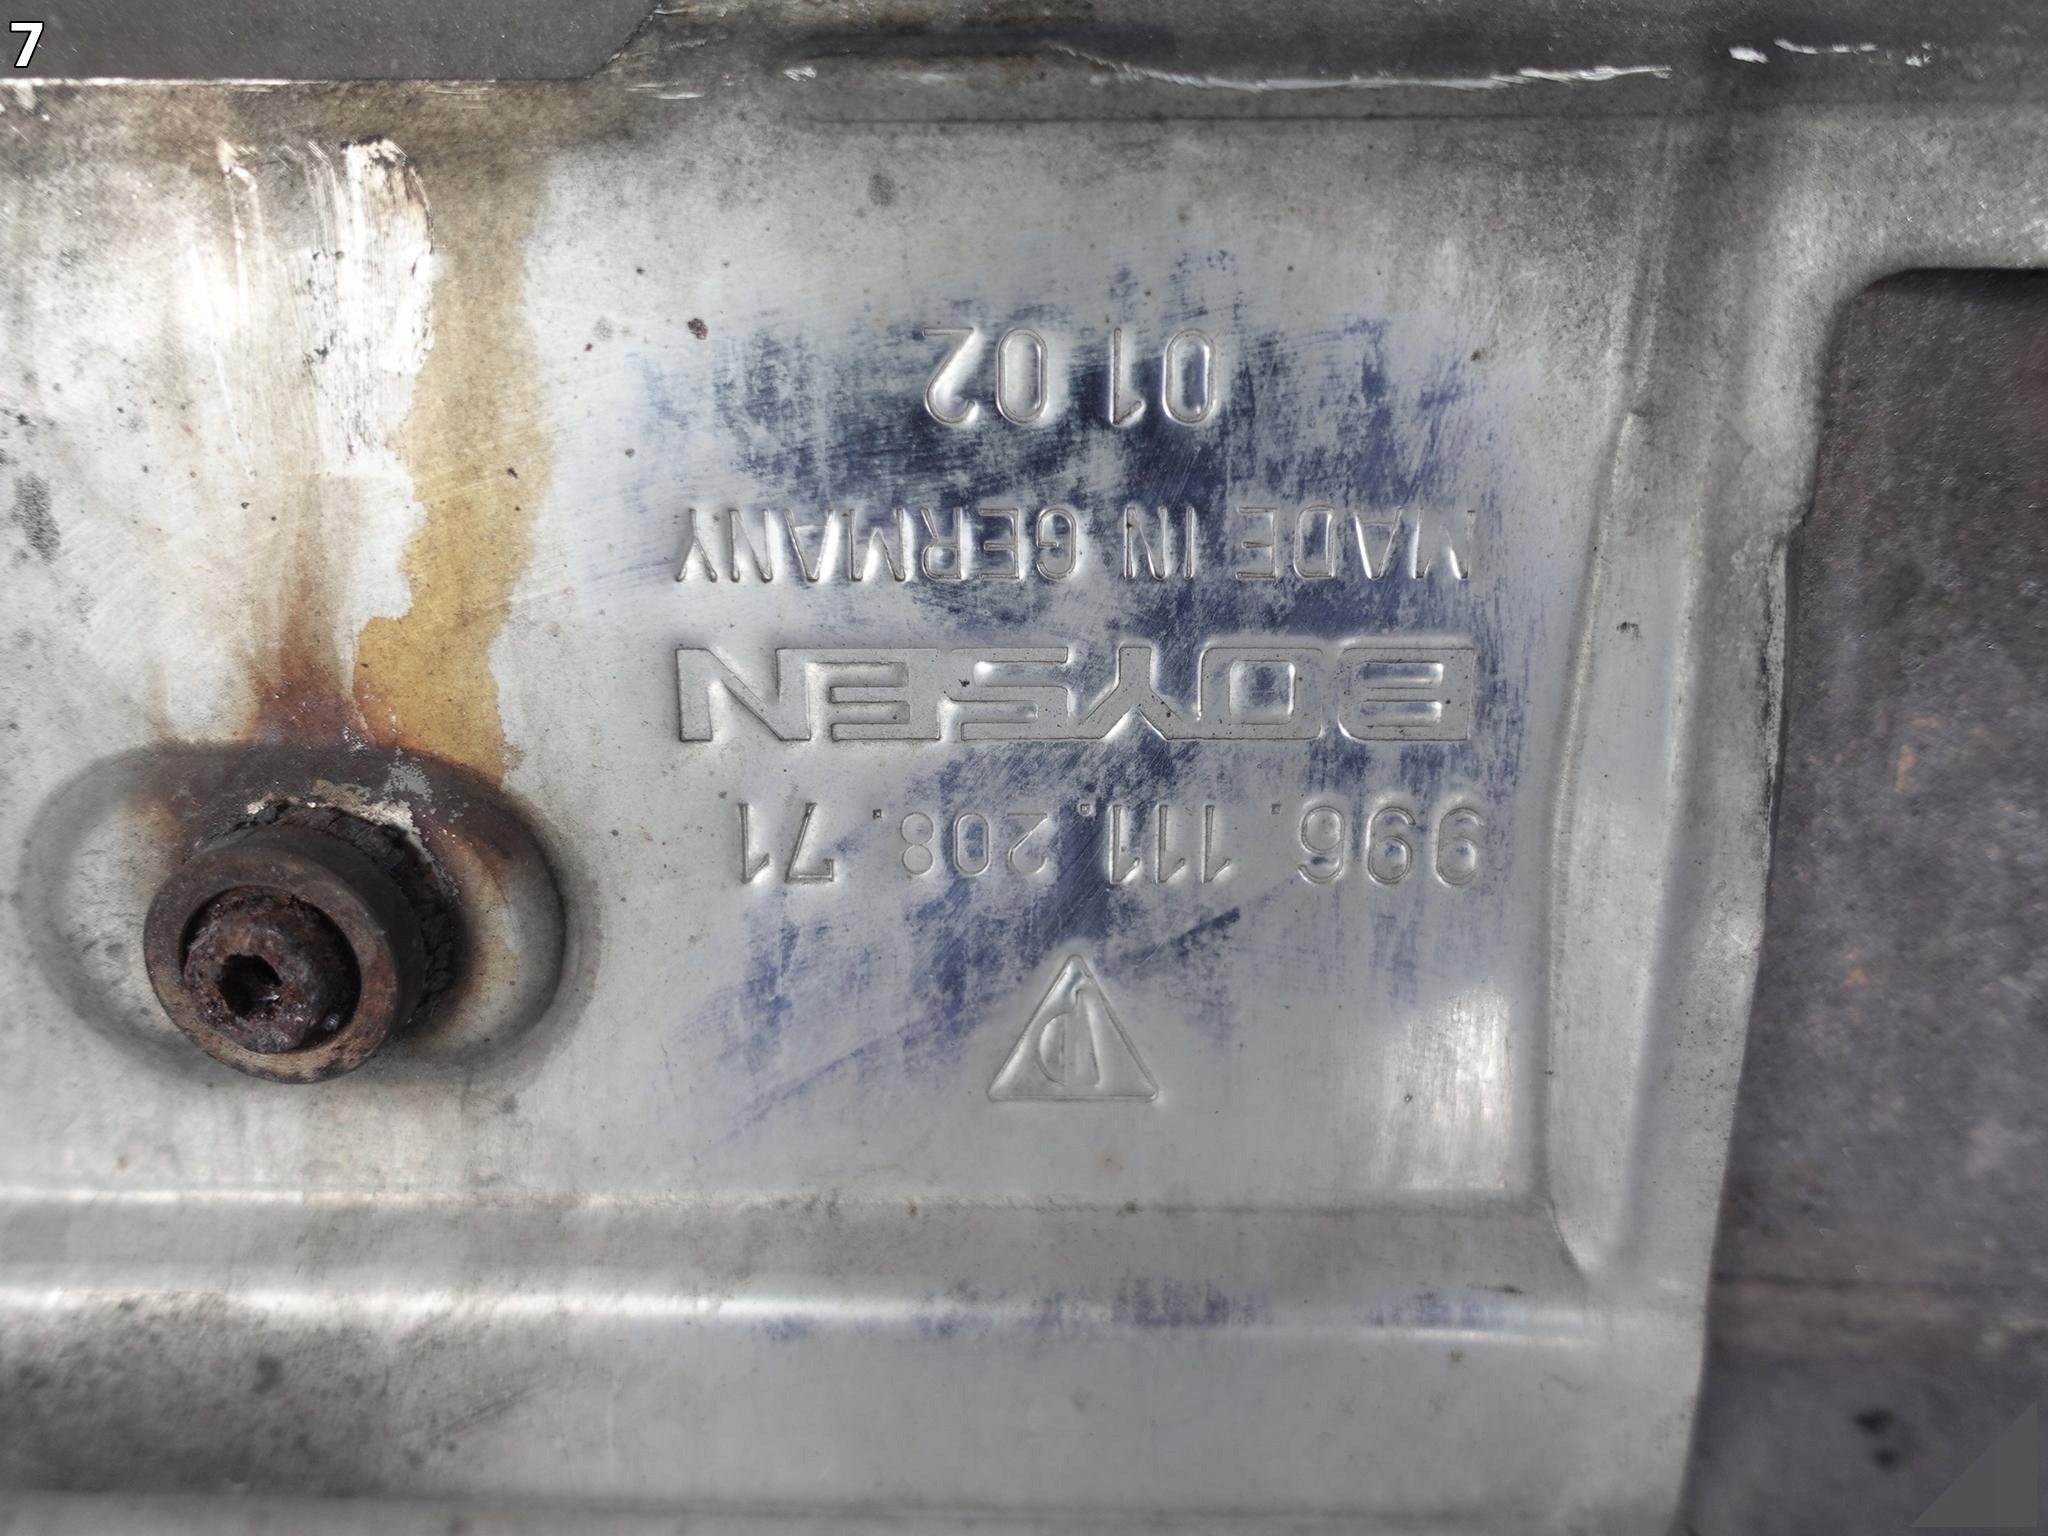 7
996. 111. 208. 71
BOYSEN
MADE IN GERMANY
01 02